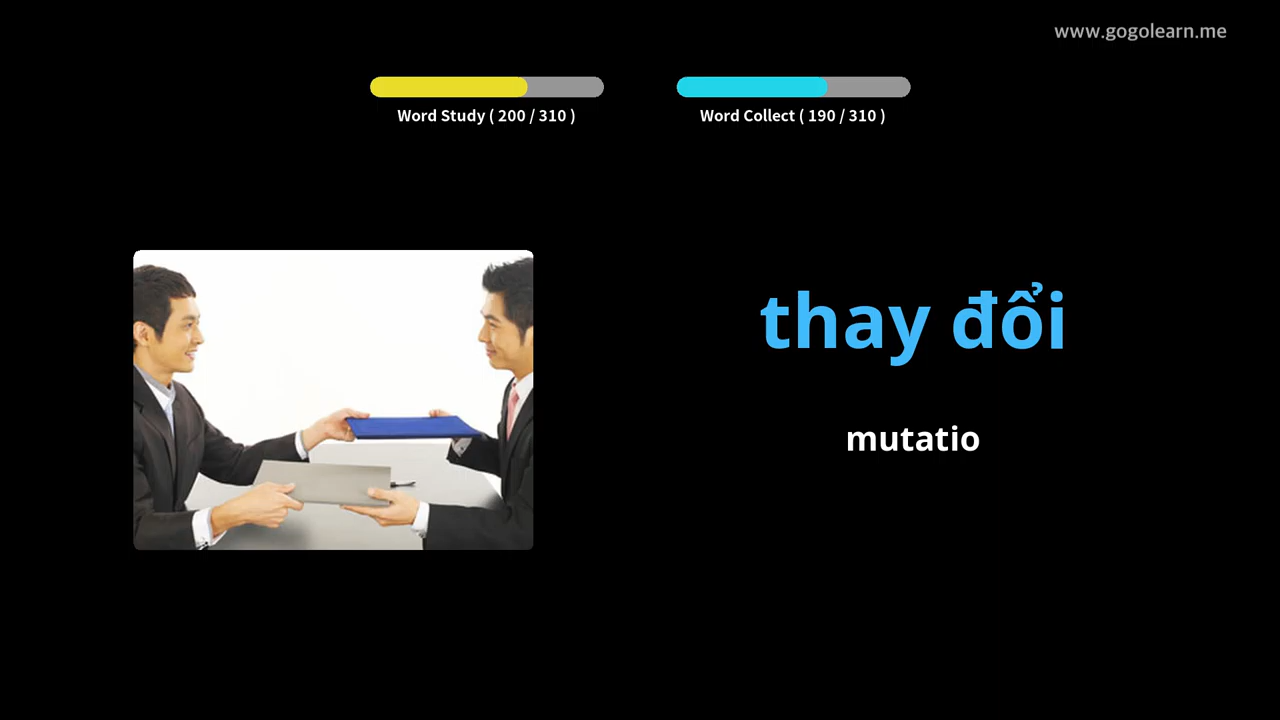 www.gogolearn.me
Word Study ( 200 / 310 )
Word Collect ( 190 / 310 )
thay đổi
mutatio